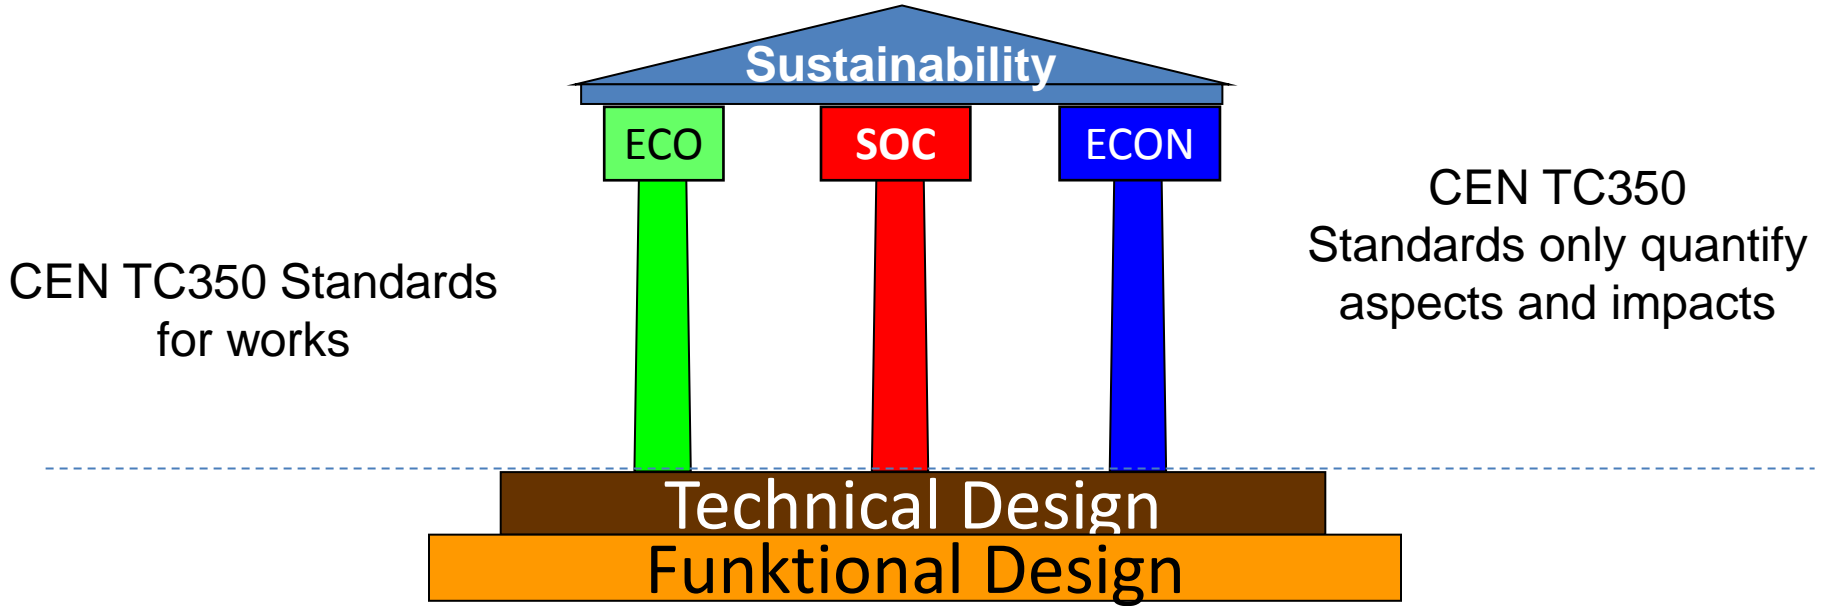 Sustainability
ECO
SOC
ECON
CEN TC350 Standards
for works
CEN TC350
Standards only quantify
aspects and impacts
Technical Design
Funktional Design